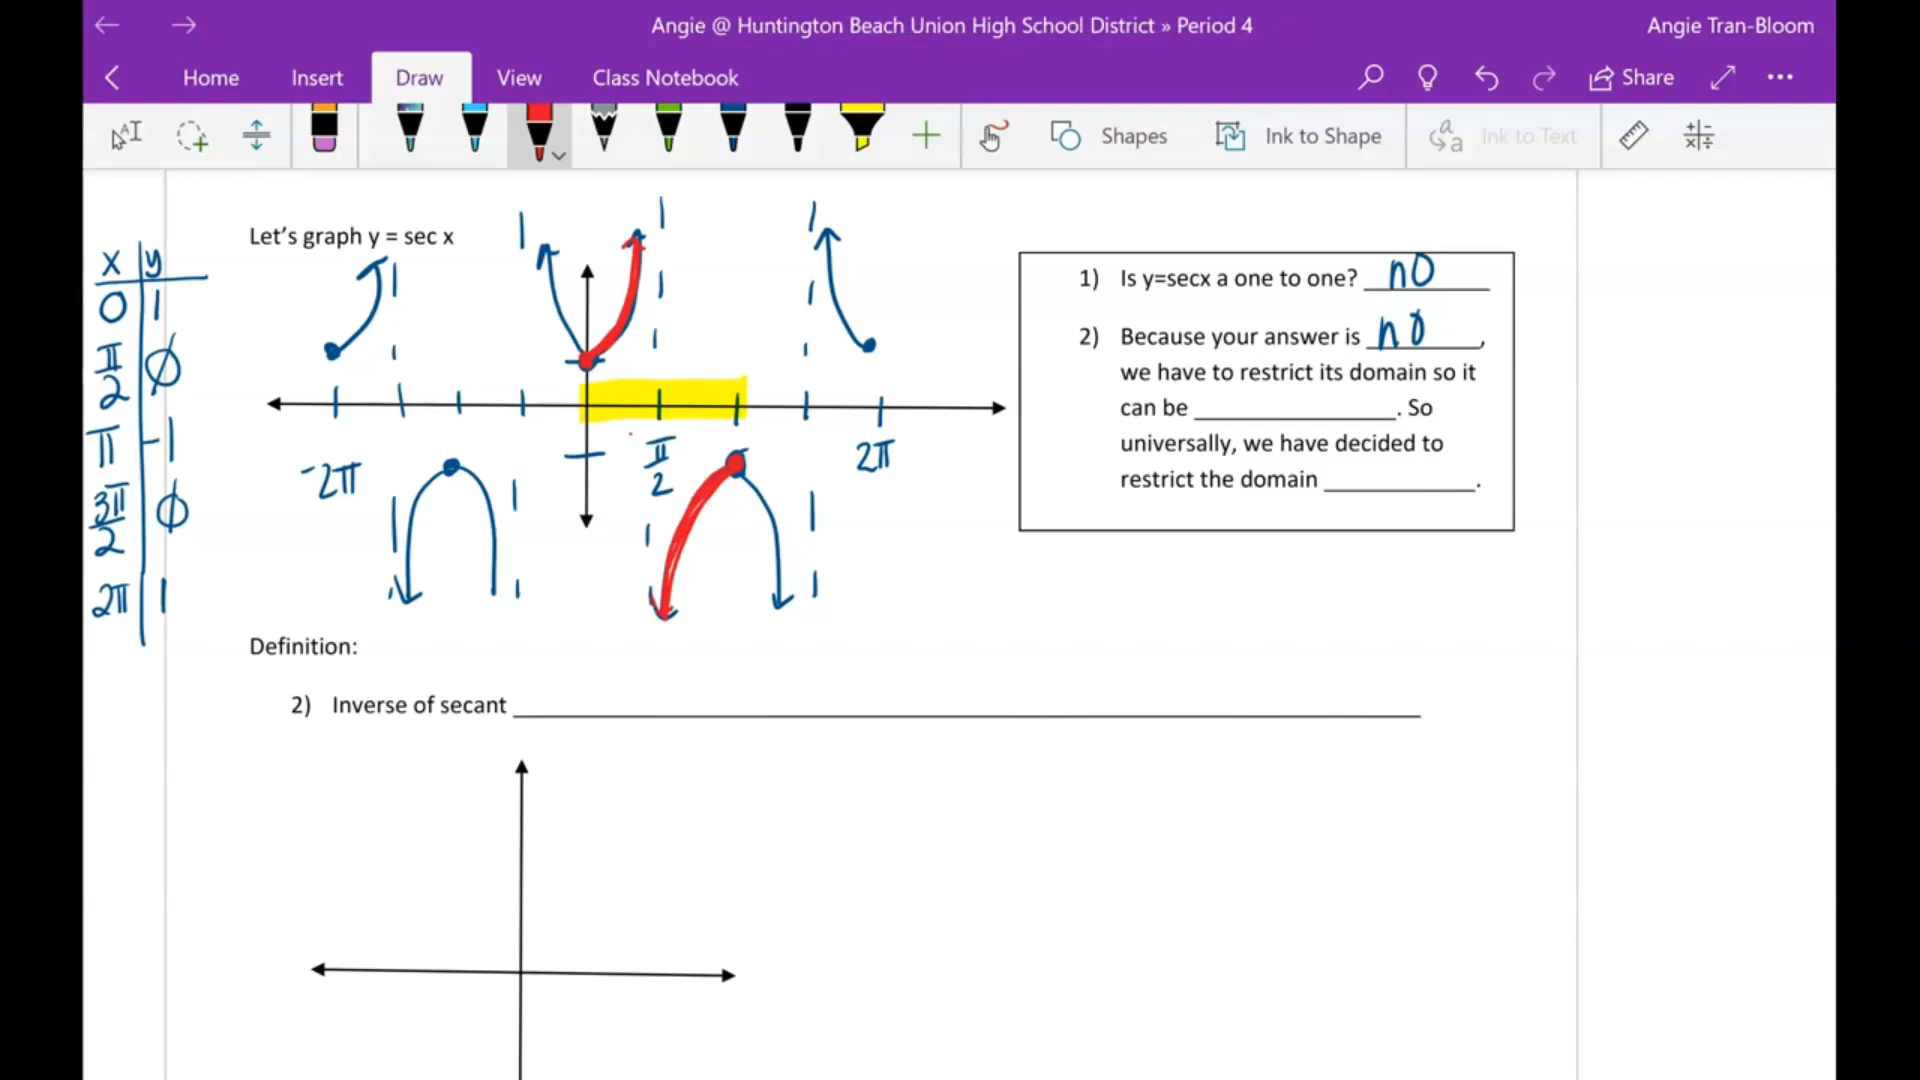 Angie @ Huntington Beach Union High School District » Period 4
Angie Tran-Bloom
Home Insert Draw View Class Notebook
Share
Shapes
Ink to Shape
Ink to Text
Let's graph y = sec x
x y
0 1
π/2 ∅
π -1
3π/2 ∅
2π 1
-2π
π/2
2π
1) Is y=secx a one to one? no
2) Because your answer is no,
we have to restrict its domain so it
can be ________________. So
universally, we have decided to
restrict the domain ____________.
Definition:
2) Inverse of secant ________________